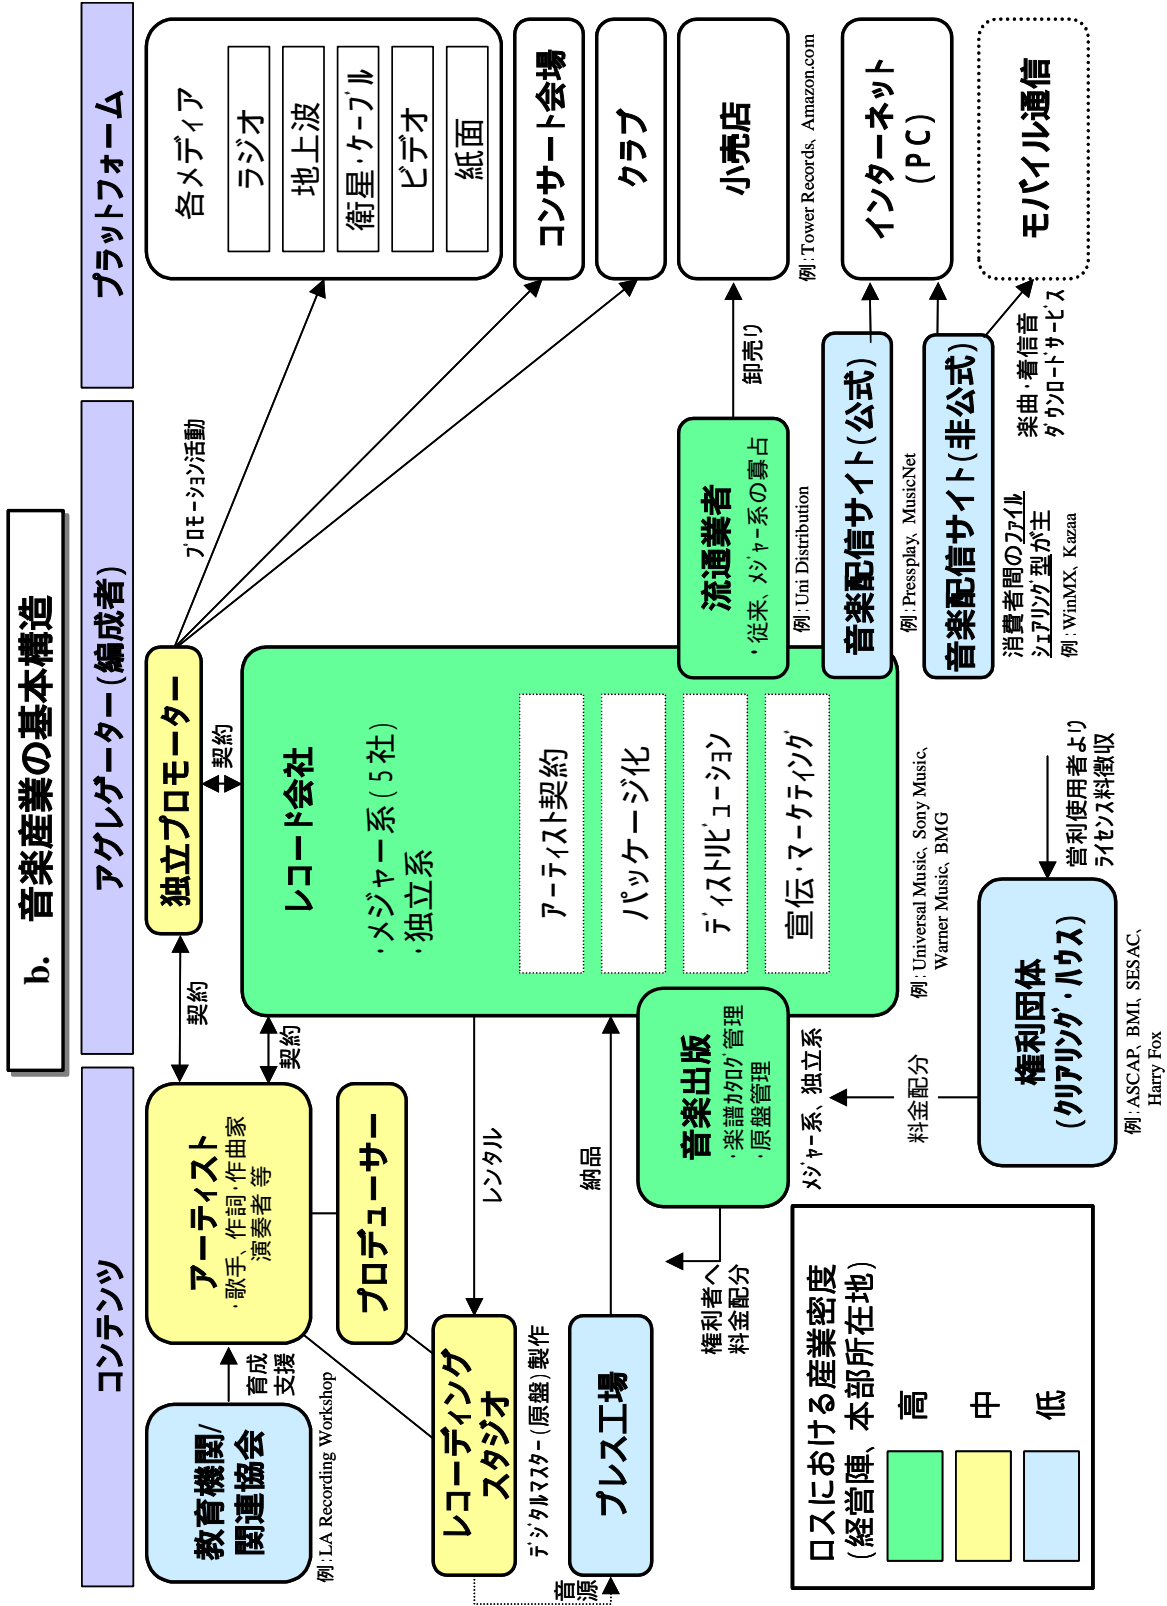 b. 音楽産業の基本構造
コンテンツ
アグレゲーター(編成者)
プラットフォーム
教育機関/
関連協会
例:LA Recording Workshop
育成
支援
アーティスト
・歌手、作詞・作曲家
演奏者 等
プロデューサー
レコーディング
スタジオ
デジタルマスター(原盤)製作
音源
プレス工場
契約
契約
レンタル
納品
権利者へ
料金配分
音楽出版
・楽譜カタログ管理
・原盤管理
メジャー系、独立系
料金配分
権利団体
(クリアリング・ハウス)
例:ASCAP, BMI, SESAC,
Harry Fox
営利使用者より
ライセンス料徴収
独立プロモーター
契約
レコード会社
・メジャー系(5社)
・独立系
アーティスト契約
パッケージ化
ディストリビューション
宣伝・マーケティング
例:Universal Music、Sony Music、
Warner Music、BMG
プロモーション活動
流通業者
・従来、メジャー系の寡占
例:Uni Distribution
卸売り
音楽配信サイト(公式)
例:Pressplay、MusicNet
音楽配信サイト(非公式)
消費者間のファイル
シェアリング型が主
例:WinMX、Kazaa
楽曲・着信音
ダウンロードサービス
各メディア
ラジオ
地上波
衛星・ケーブル
ビデオ
紙面
コンサート会場
クラブ
小売店
例:Tower Records、Amazon.com
インターネット
(PC)
モバイル通信
ロスにおける産業密度
(経営陣、本部所在地)
高
中
低